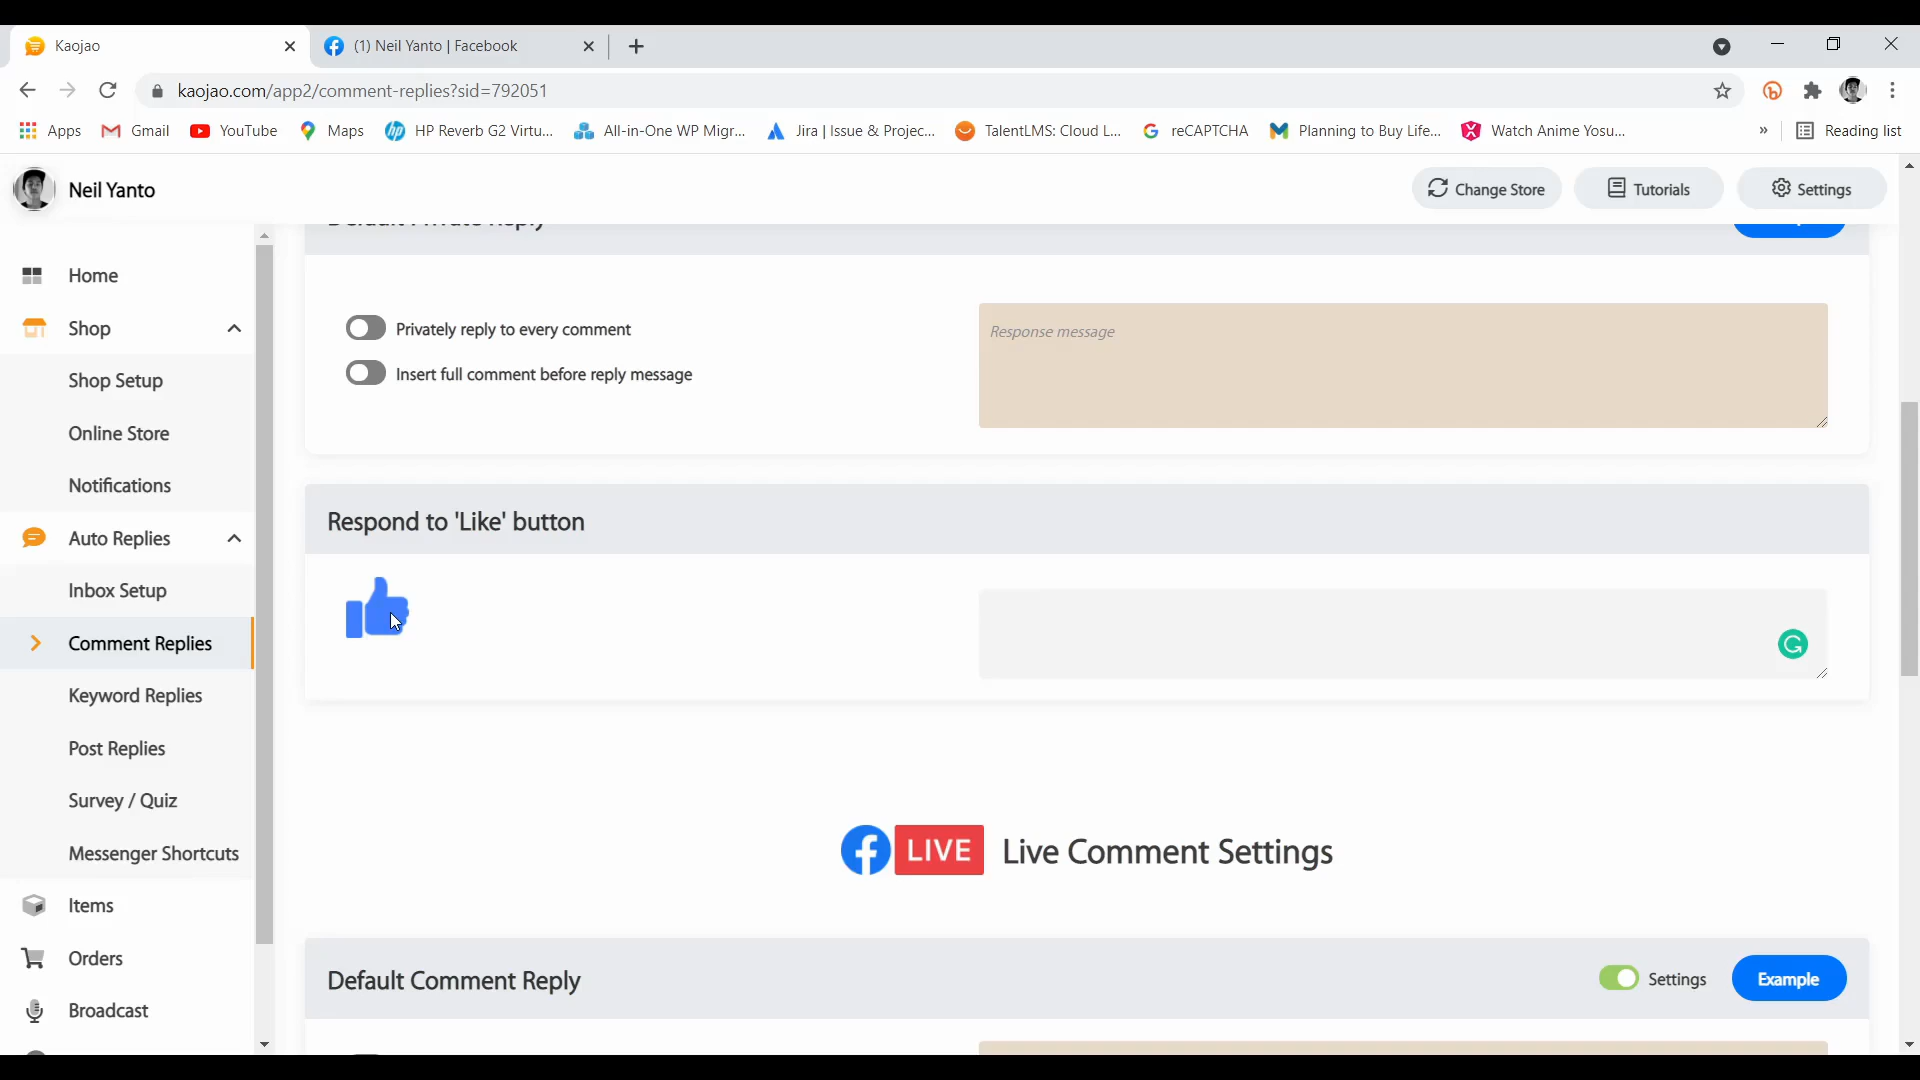 Kaojao
(1) Neil Yanto | Facebook
kaojao.com/app2/comment-replies?sid=792051
Apps
Gmail
YouTube
Maps
HP Reverb G2 Virtu...
All-in-One WP Migr...
Jira | Issue & Projec...
TalentLMS: Cloud L...
reCAPTCHA
Planning to Buy Life...
Watch Anime Yosu...
»
Reading list
Neil Yanto
Change Store
Tutorials
Settings
Home
Shop
Shop Setup
Online Store
Notifications
Auto Replies
Inbox Setup
Comment Replies
Keyword Replies
Post Replies
Survey / Quiz
Messenger Shortcuts
Items
Orders
Broadcast
Default Private Reply
Privately reply to every comment
Insert full comment before reply message
Response message
Respond to 'Like' button
LIVE
Live Comment Settings
Default Comment Reply
Settings
Example